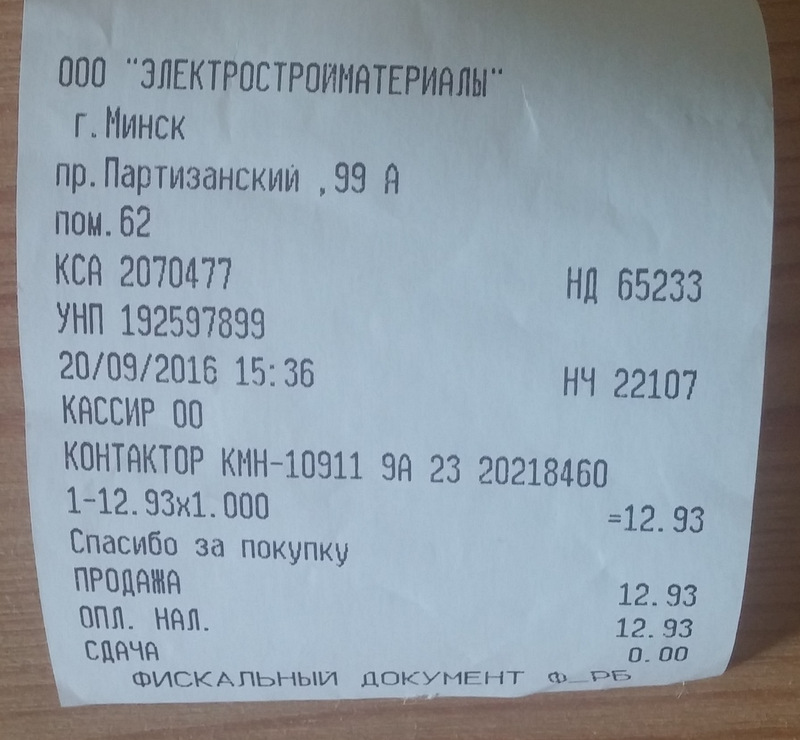 ООО "ЭЛЕКТРОСТРОЙМАТЕРИАЛЫ"
г.Минск
пр.Партизанский ,99 А
пом.62
КСА 2070477 НД 65233
УНП 192597899
20/09/2016 15:36 НЧ 22107
КАССИР 00
КОНТАКТОР КМН-10911 9А 23 20218460
1-12.93x1.000 =12.93
Спасибо за покупку
ПРОДАЖА 12.93
ОПЛ. НАЛ. 12.93
СДАЧА 0.00
ФИСКАЛЬНЫЙ ДОКУМЕНТ Ф_РБ